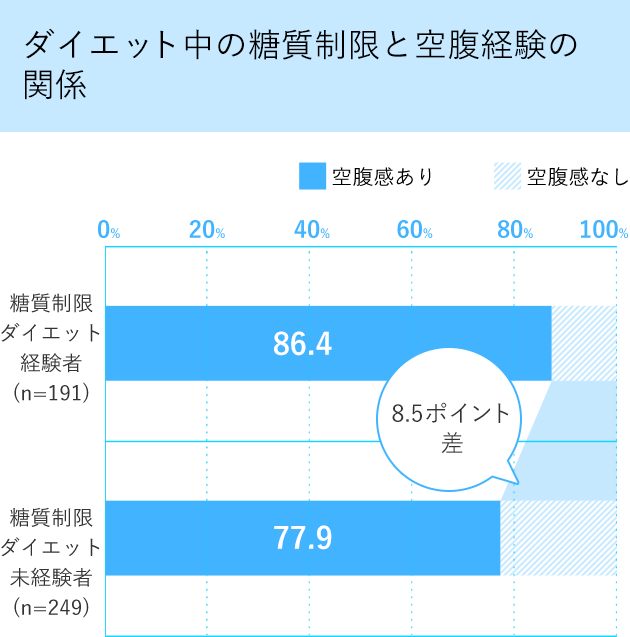 ダイエット中の糖質制限と空腹経験の
関係
空腹感あり 空腹感なし
0% 20% 40% 60% 80% 100%
糖質制限
ダイエット
経験者
(n=191)
86.4
8.5ポイント
差
糖質制限
ダイエット
未経験者
(n=249)
77.9